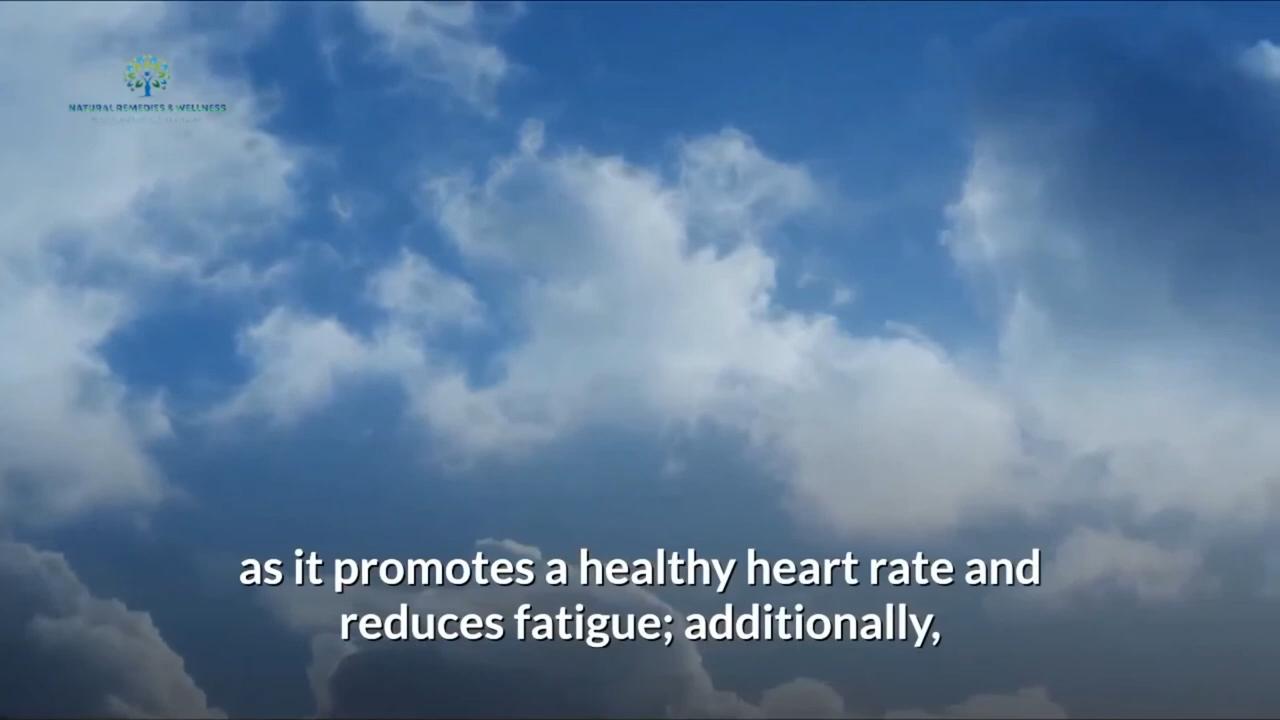 NATURAL REMEDIES & WELLNESS
as it promotes a healthy heart rate and
reduces fatigue; additionally,